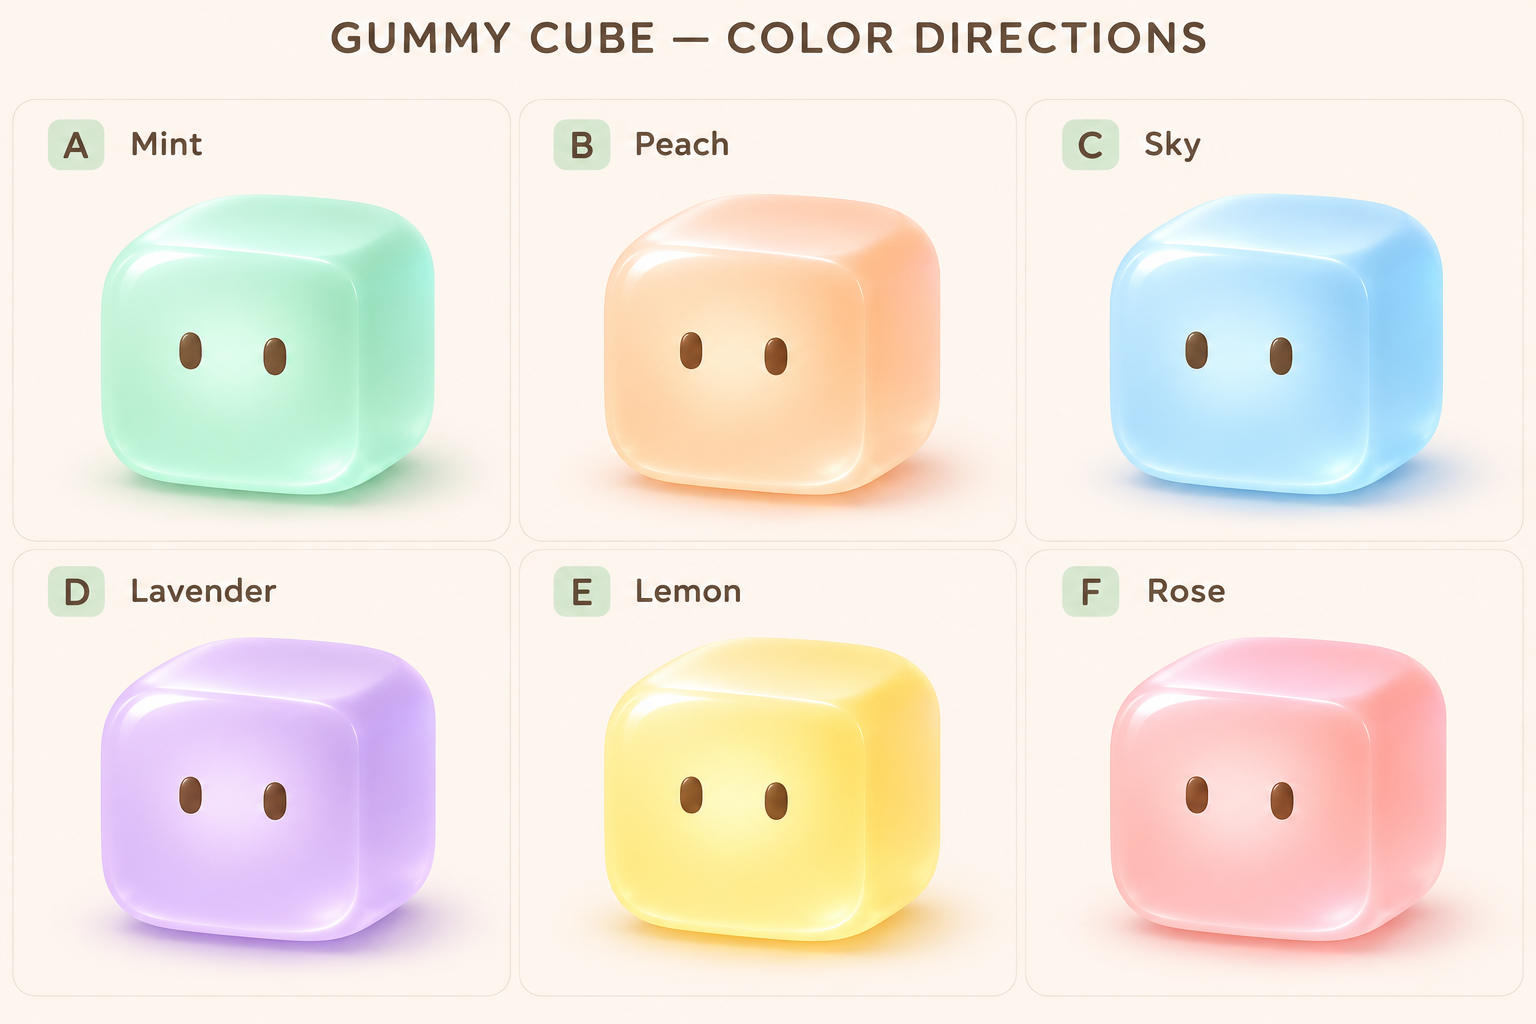 GUMMY CUBE — COLOR DIRECTIONS
A Mint
B Peach
C Sky
D Lavender
E Lemon
F Rose